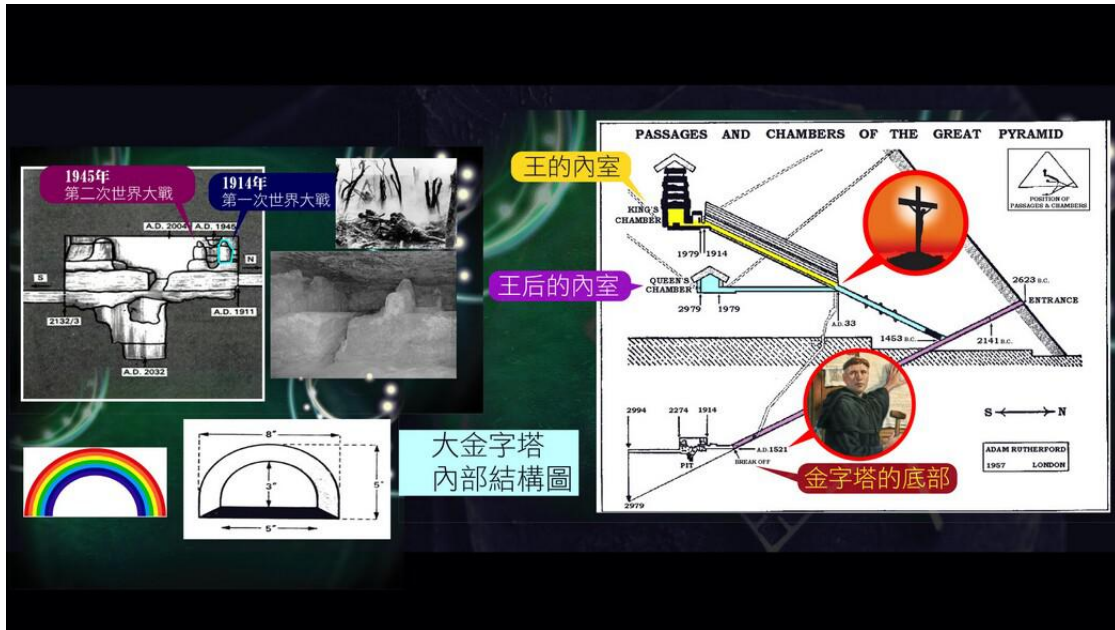 1945年
第二次世界大戰
1914年
第一次世界大戰
A.D. 2004
A.D. 1945
S
N
2132/3
A.D. 1911
A.D. 2032
8"
3"
5"
5"
大金字塔
內部結構圖
PASSAGES AND CHAMBERS OF THE GREAT PYRAMID
王的內室
KING'S
CHAMBER
1979 1914
王后的內室
QUEEN'S
CHAMBER
2979 1979
A.D. 33
POSITION OF
PASSAGES & CHAMBERS
2623 B.C.
ENTRANCE
1453 B.C.
2141 B.C.
2994 2274 1914
PIT
A.D. 1521
BREAK OFF
2979
金字塔的底部
S N
ADAM RUTHERFORD
1957 LONDON